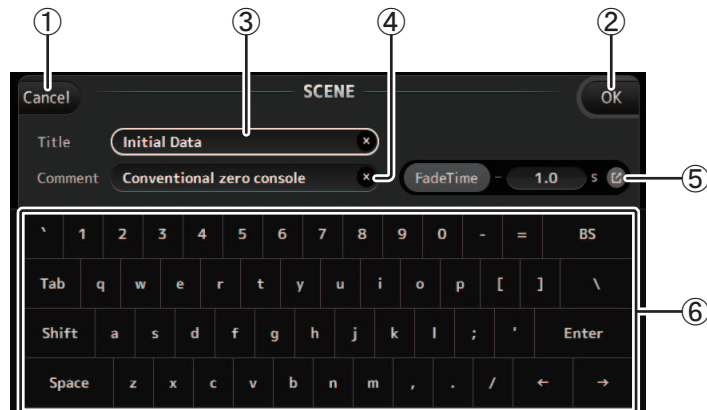 ① ③ ④ ②
Cancel SCENE OK
Title Initial Data ×
Comment Conventional zero console × FadeTime – 1.0 s ⑤
` 1 2 3 4 5 6 7 8 9 0 - = BS
Tab q w e r t y u i o p [ ] \
⑥
Shift a s d f g h j k l ; ' Enter
Space z x c v b n m , . / ← →